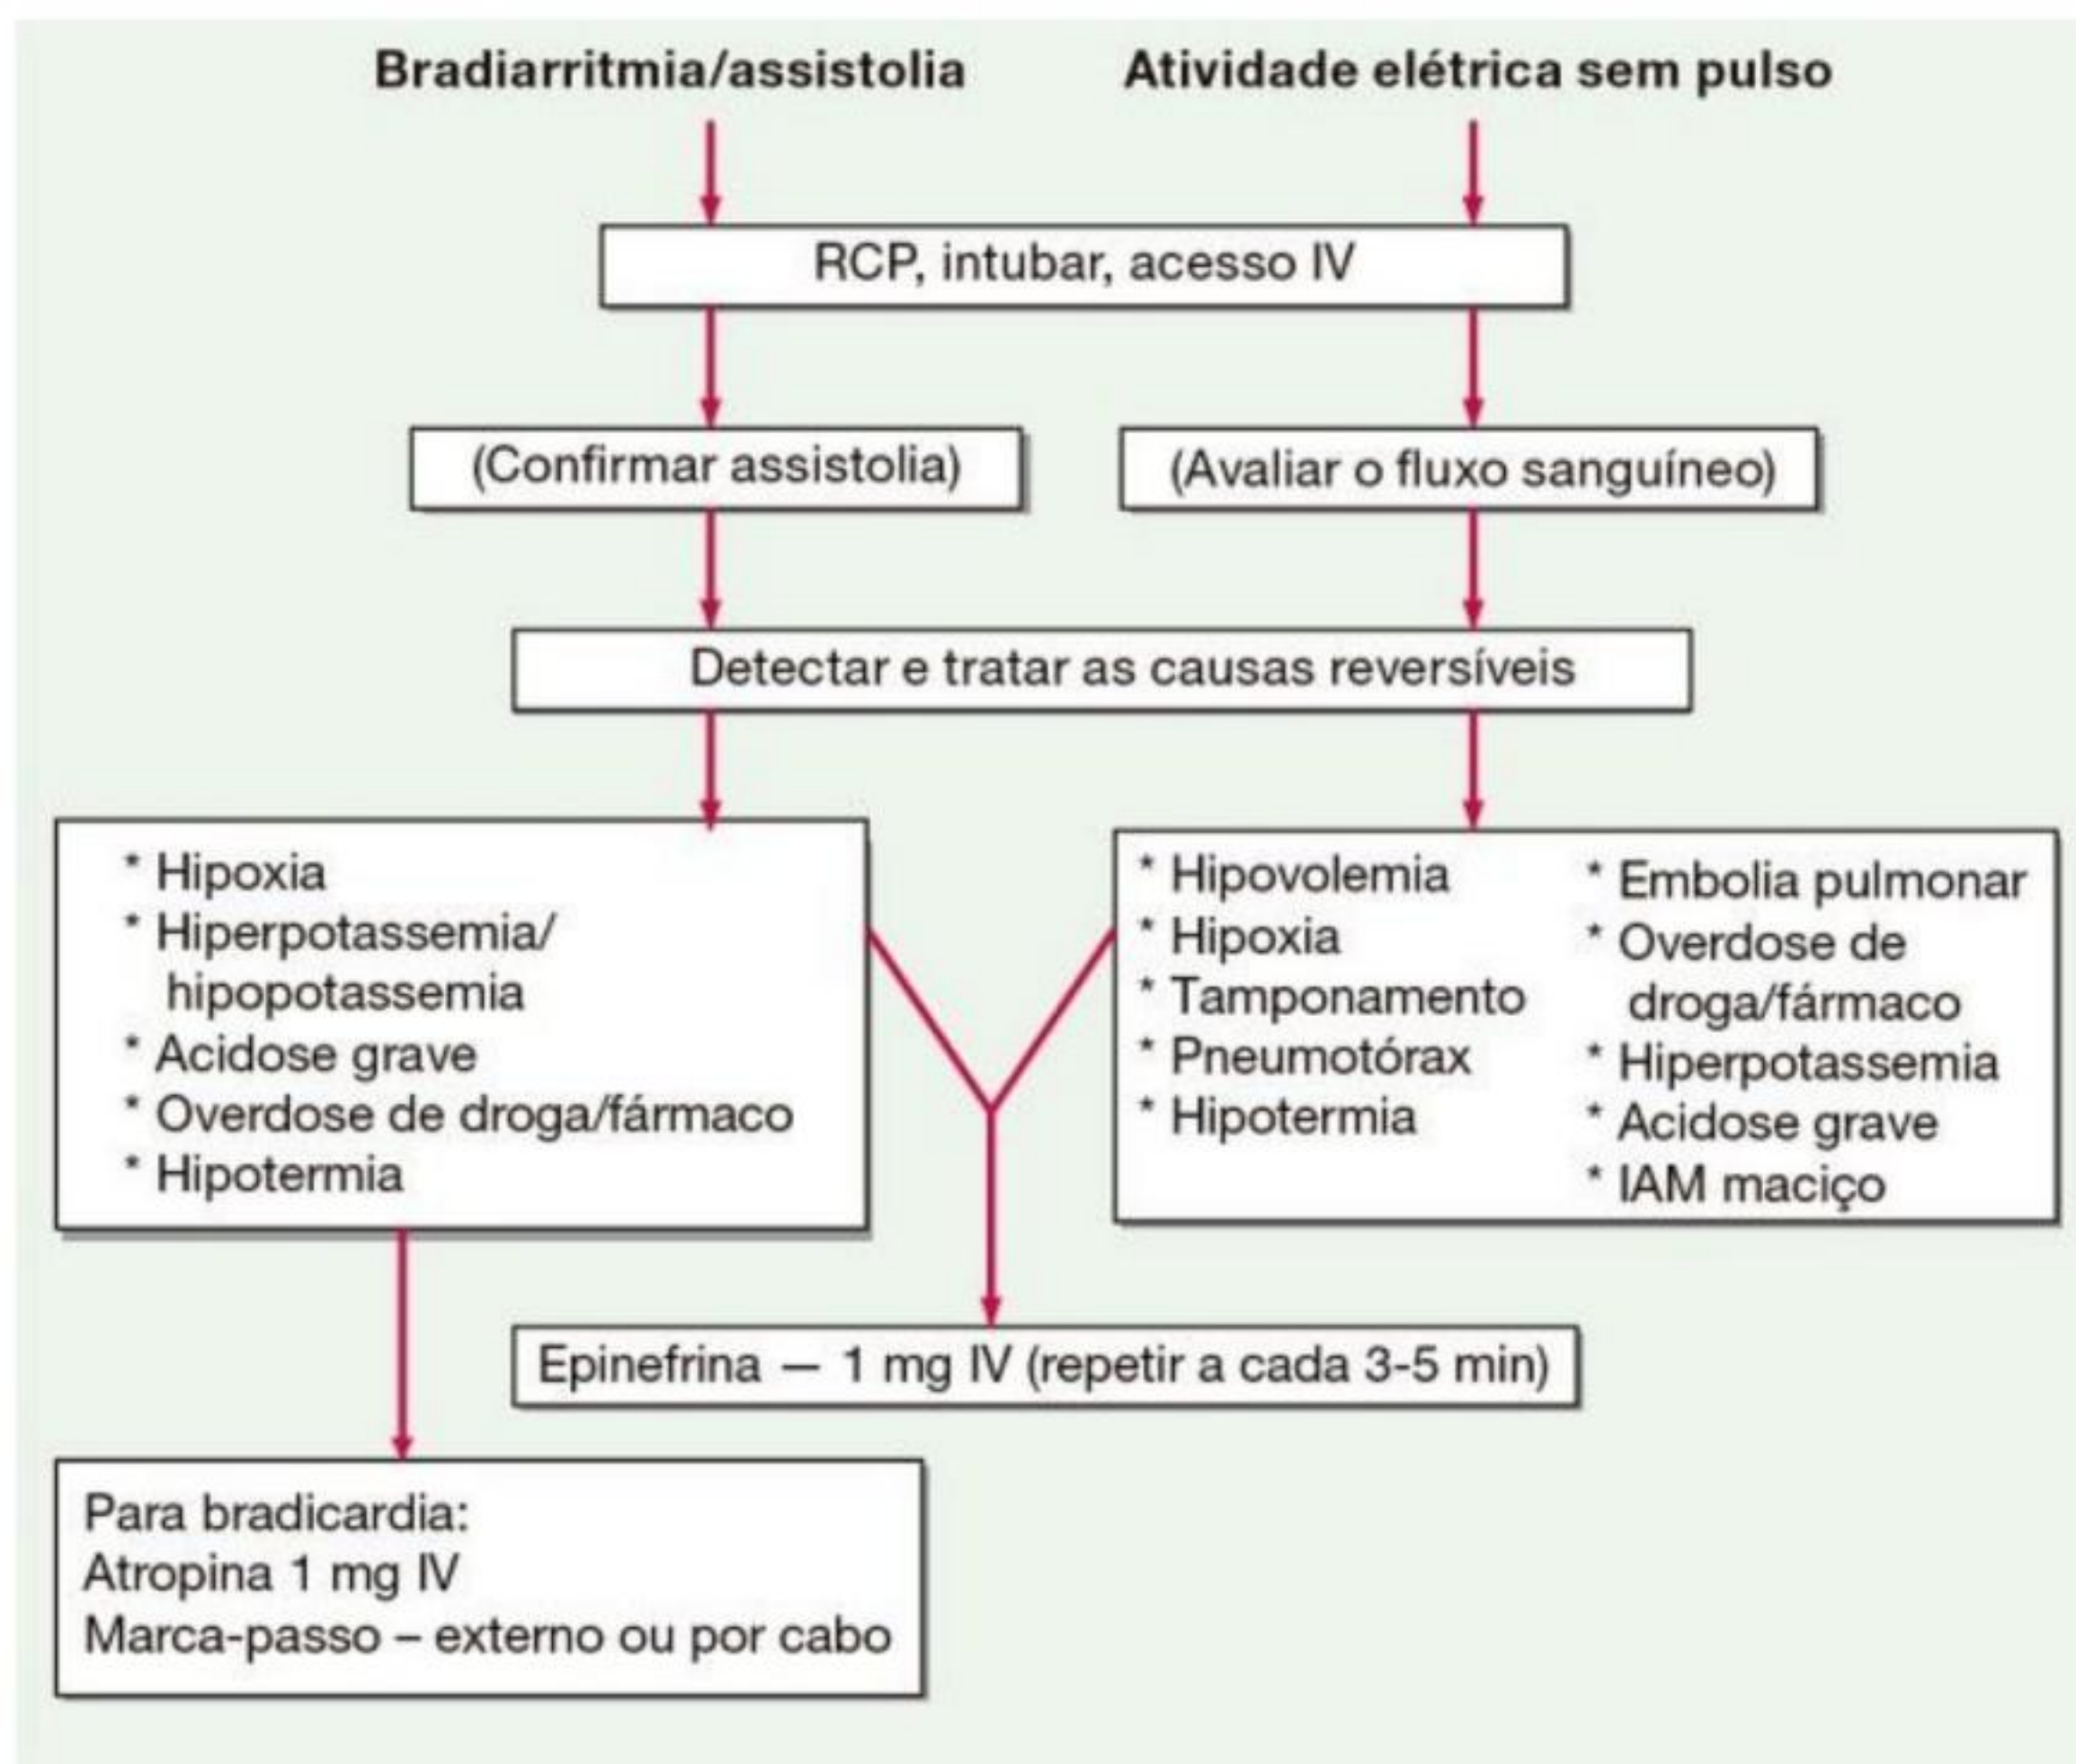 Bradiarritmia/assistolia
Atividade elétrica sem pulso
RCP, intubar, acesso IV
(Confirmar assistolia)
(Avaliar o fluxo sanguíneo)
Detectar e tratar as causas reversíveis
* Hipoxia
* Hiperpotassemia/
hipopotassemia
* Acidose grave
* Overdose de droga/fármaco
* Hipotermia
* Hipovolemia
* Hipoxia
* Tamponamento
* Pneumotórax
* Hipotermia
* Embolia pulmonar
* Overdose de
droga/fármaco
* Hiperpotassemia
* Acidose grave
* IAM maciço
Epinefrina — 1 mg IV (repetir a cada 3-5 min)
Para bradicardia:
Atropina 1 mg IV
Marca-passo – externo ou por cabo